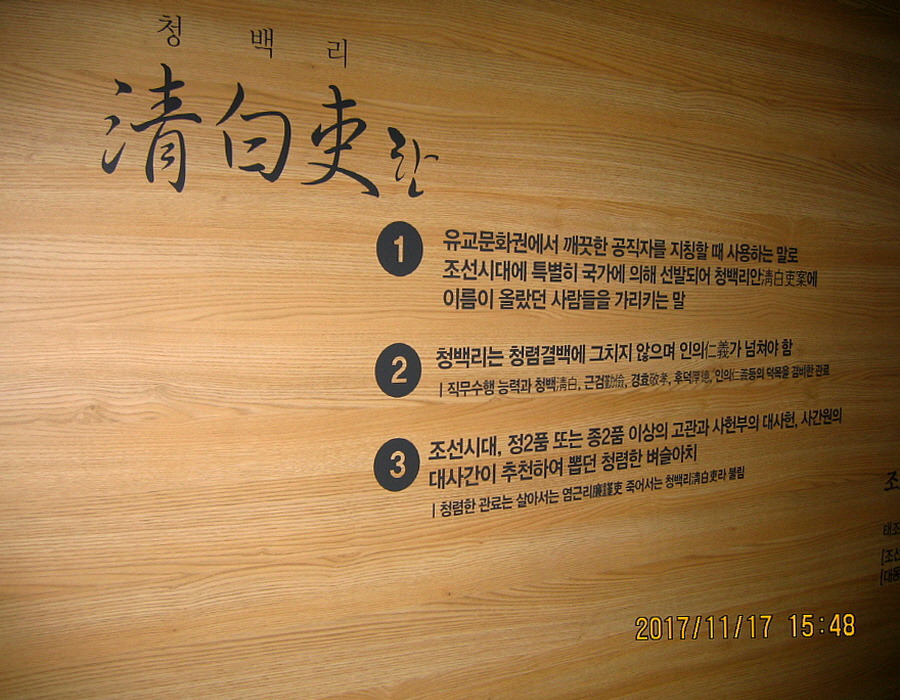 청 백 리
清白吏란
1 유교문화권에서 깨끗한 공직자를 지칭할 때 사용하는 말로
조선시대에 특별히 국가에 의해 선발되어 청백리안淸白吏案에
이름이 올랐던 사람들을 가리키는 말
2 청백리는 청렴결백에 그치지 않으며 인의仁義가 넘쳐야 함
| 직무수행 능력과 청백淸白, 근검勤儉, 경효敬孝, 후덕厚德, 인의仁義등의 덕목을 겸비한 관료
3 조선시대, 정2품 또는 종2품 이상의 고관과 사헌부의 대사헌, 사간원의
대사간이 추천하여 뽑던 청렴한 벼슬아치
| 청렴한 관료는 살아서는 염근리廉謹吏 죽어서는 청백리淸白吏라 불림
조
태조
[조선
[대동
2017/11/17 15:48